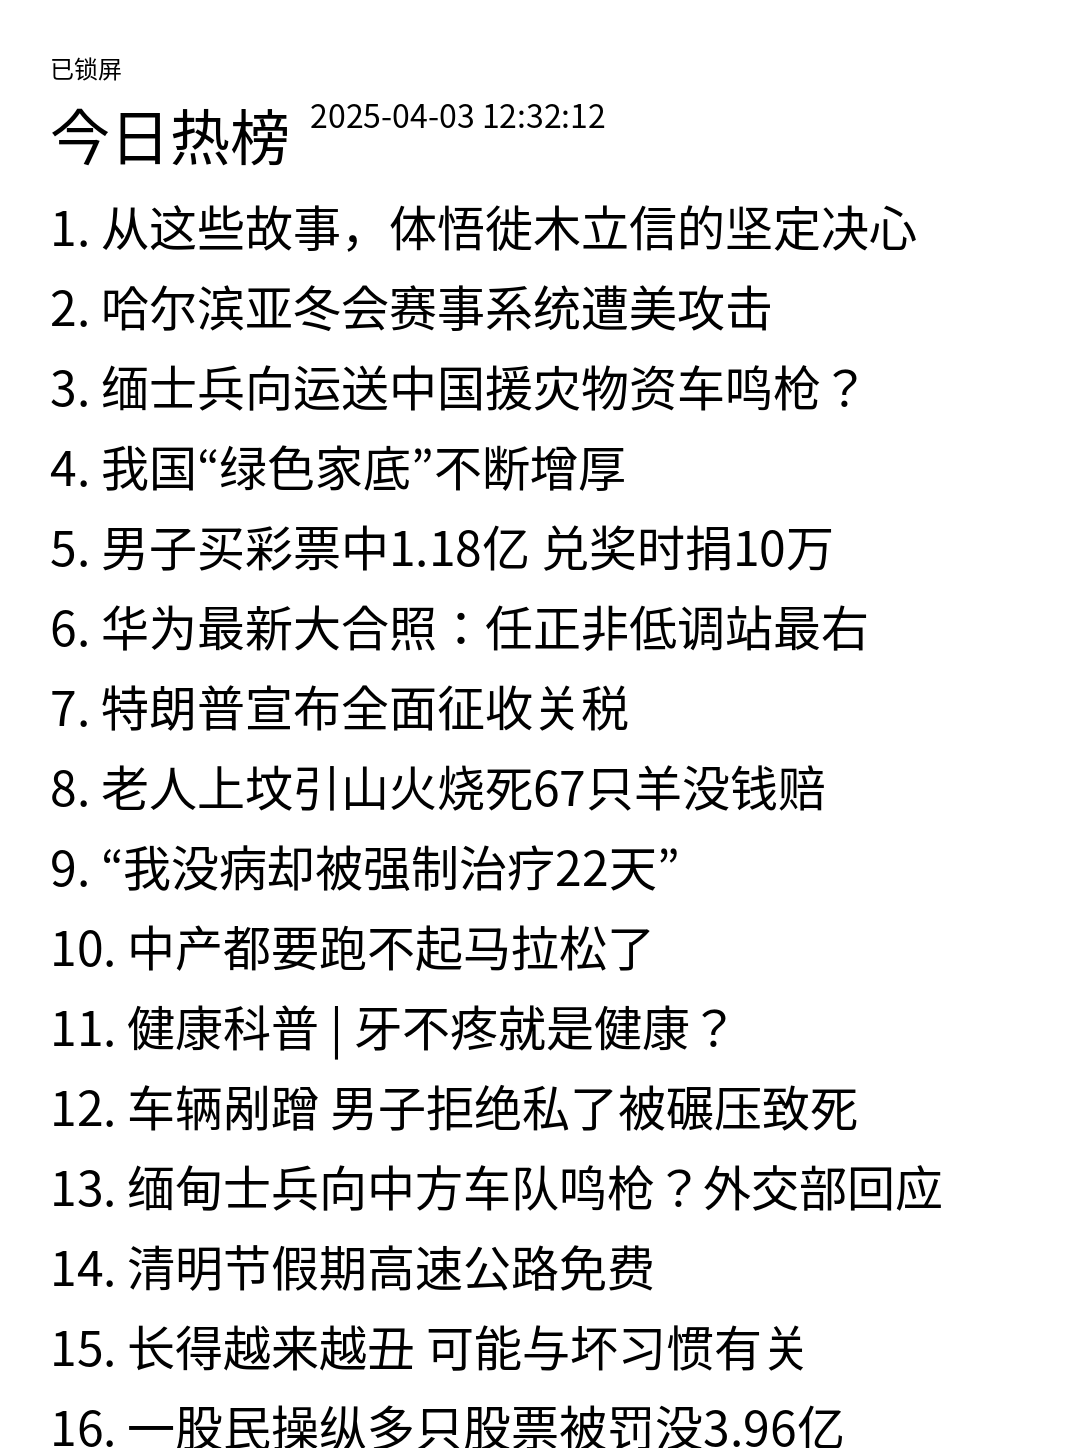 已锁屏
今日热榜 2025-04-03 12:32:12
1. 从这些故事，体悟徙木立信的坚定决心
2. 哈尔滨亚冬会赛事系统遭美攻击
3. 缅士兵向运送中国援灾物资车鸣枪？
4. 我国“绿色家底”不断增厚
5. 男子买彩票中1.18亿 兑奖时捐10万
6. 华为最新大合照：任正非低调站最右
7. 特朗普宣布全面征收关税
8. 老人上坟引山火烧死67只羊没钱赔
9. “我没病却被强制治疗22天”
10. 中产都要跑不起马拉松了
11. 健康科普 | 牙不疼就是健康？
12. 车辆剐蹭 男子拒绝私了被碾压致死
13. 缅甸士兵向中方车队鸣枪？外交部回应
14. 清明节假期高速公路免费
15. 长得越来越丑 可能与坏习惯有关
16. 一股民操纵多只股票被罚没3.96亿